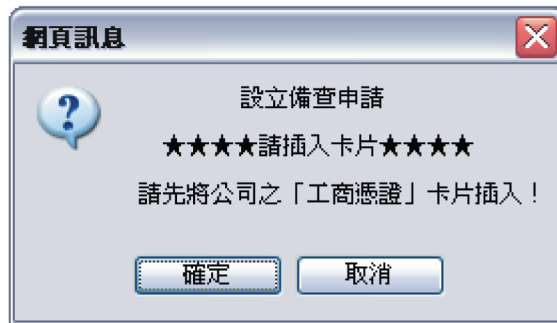 網頁訊息
設立備查申請
★★★★請插入卡片★★★★
請先將公司之「工商憑證」卡片插入！
確定
取消